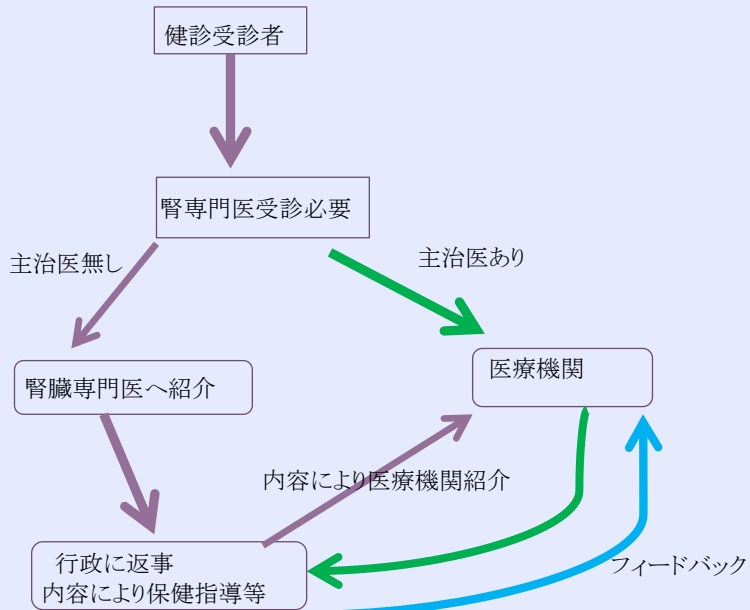 健診受診者
腎専門医受診必要
主治医無し
主治医あり
腎臓専門医へ紹介
医療機関
内容により医療機関紹介
行政に返事
内容により保健指導等
フィードバック